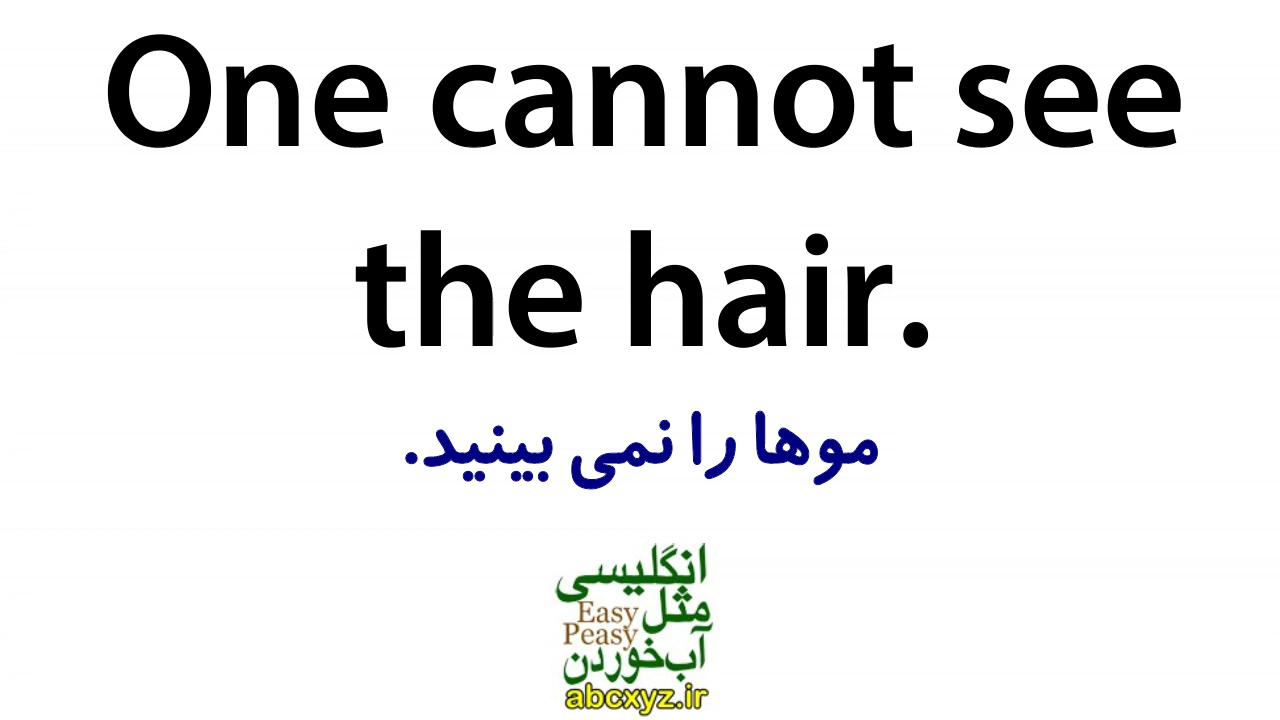 One cannot see
the hair.
موها را نمی بینید.
انگلیسی
مثل
Easy
Peasy
آب‌خوردن
abcxyz.ir